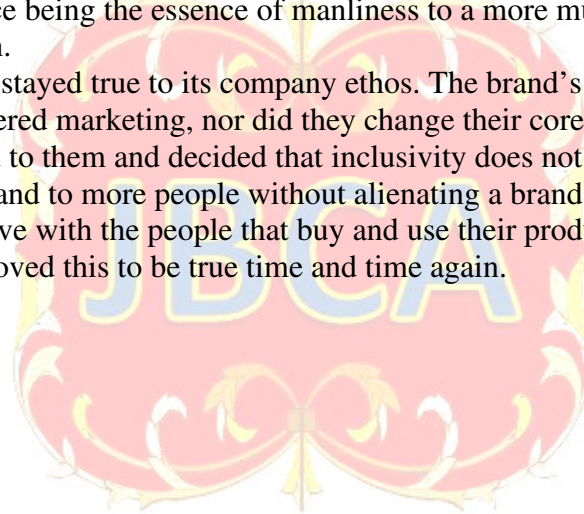 ce being the essence of manliness to a more mu
n.
stayed true to its company ethos. The brand’s
ered marketing, nor did they change their core
to them and decided that inclusivity does not
and to more people without alienating a brand
ve with the people that buy and use their produ
oved this to be true time and time again.
JBCA